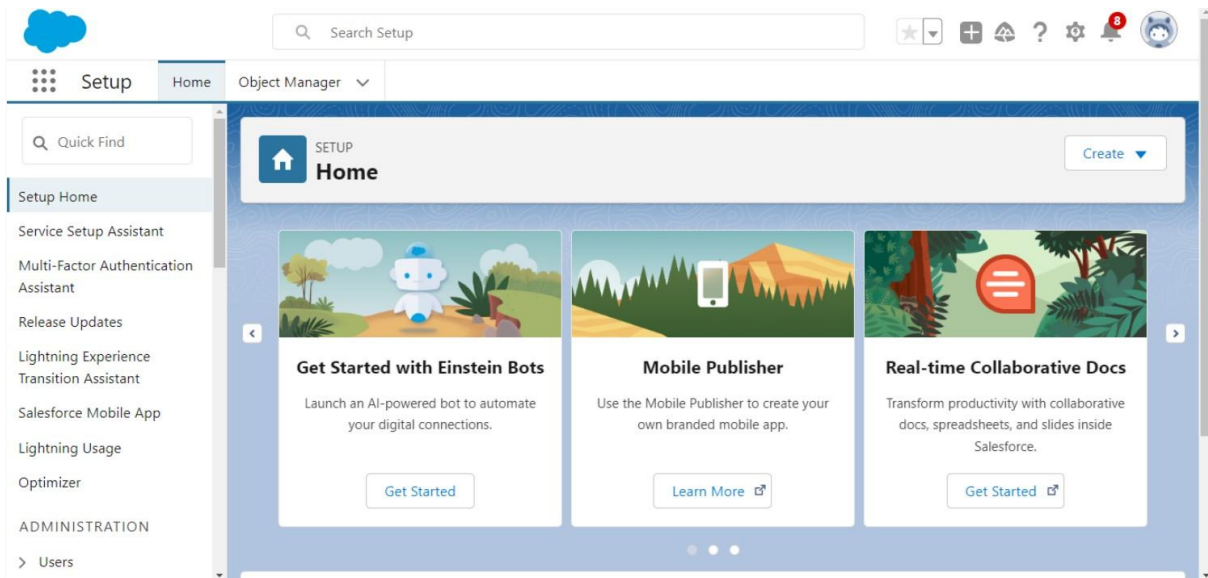 Search Setup
8
Setup
Home
Object Manager
Quick Find
Setup Home
Service Setup Assistant
Multi-Factor Authentication
Assistant
Release Updates
Lightning Experience
Transition Assistant
Salesforce Mobile App
Lightning Usage
Optimizer
ADMINISTRATION
Users
SETUP
Home
Create
Get Started with Einstein Bots
Launch an AI-powered bot to automate
your digital connections.
Get Started
Mobile Publisher
Use the Mobile Publisher to create your
own branded mobile app.
Learn More
Real-time Collaborative Docs
Transform productivity with collaborative
docs, spreadsheets, and slides inside
Salesforce.
Get Started